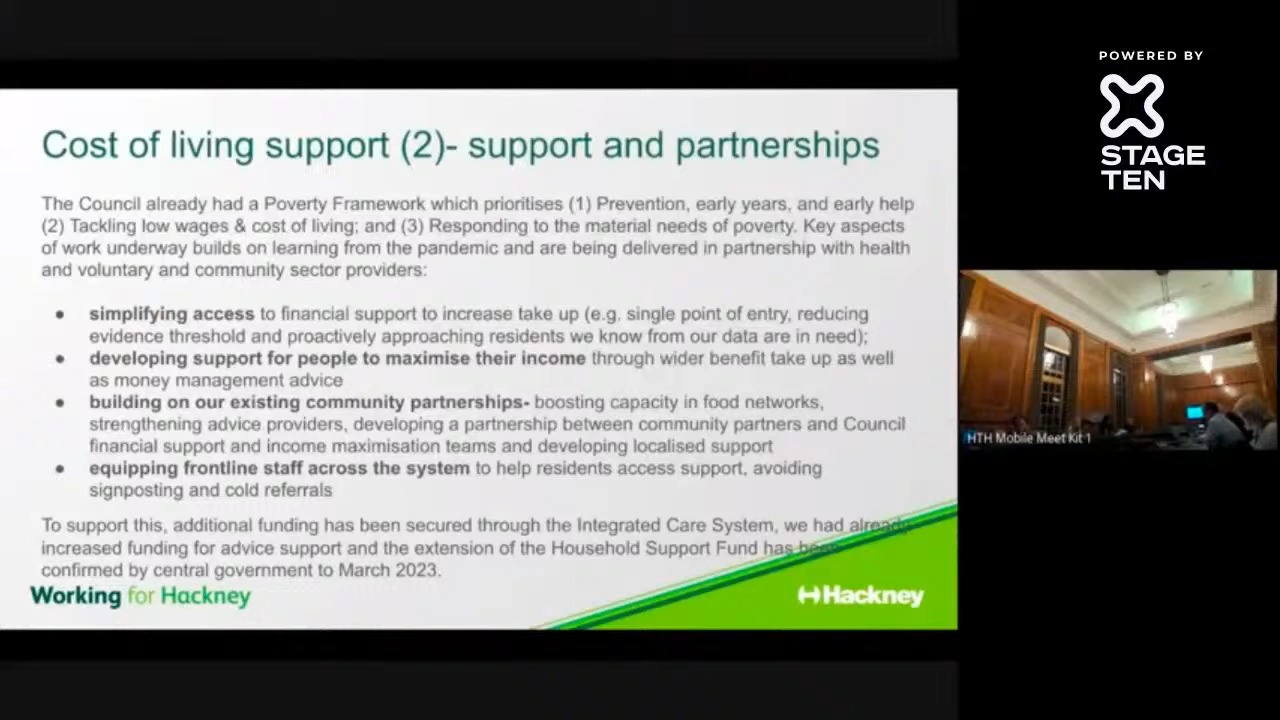 POWERED BY
STAGE
TEN
Cost of living support (2)- support and partnerships
The Council already had a Poverty Framework which prioritises (1) Prevention, early years, and early help
(2) Tackling low wages & cost of living; and (3) Responding to the material needs of poverty. Key aspects
of work underway builds on learning from the pandemic and are being delivered in partnership with health
and voluntary and community sector providers:
● simplifying access to financial support to increase take up (e.g. single point of entry, reducing
evidence threshold and proactively approaching residents we know from our data are in need);
● developing support for people to maximise their income through wider benefit take up as well
as money management advice
● building on our existing community partnerships- boosting capacity in food networks,
strengthening advice providers, developing a partnership between community partners and Council
financial support and income maximisation teams and developing localised support
● equipping frontline staff across the system to help residents access support, avoiding
signposting and cold referrals
To support this, additional funding has been secured through the Integrated Care System, we had already
increased funding for advice support and the extension of the Household Support Fund has been
confirmed by central government to March 2023.
Working for Hackney
Hackney
HTH Mobile Meet Kit 1